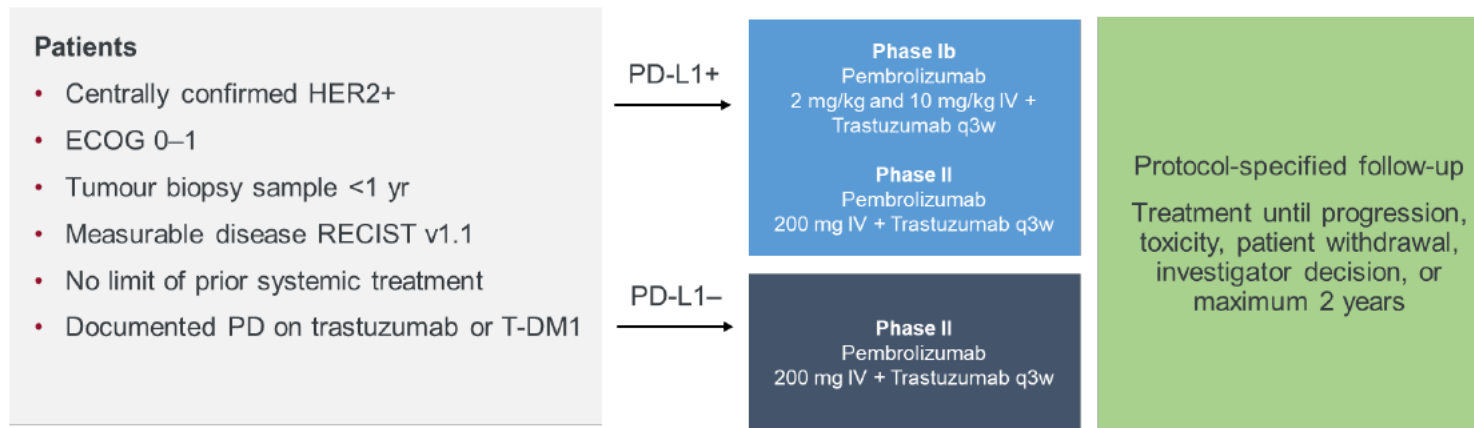 Patients
• Centrally confirmed HER2+
• ECOG 0–1
• Tumour biopsy sample <1 yr
• Measurable disease RECIST v1.1
• No limit of prior systemic treatment
• Documented PD on trastuzumab or T-DM1
PD-L1+
Phase Ib
Pembrolizumab
2 mg/kg and 10 mg/kg IV +
Trastuzumab q3w
Phase II
Pembrolizumab
200 mg IV + Trastuzumab q3w
PD-L1–
Phase II
Pembrolizumab
200 mg IV + Trastuzumab q3w
Protocol-specified follow-up
Treatment until progression,
toxicity, patient withdrawal,
investigator decision, or
maximum 2 years